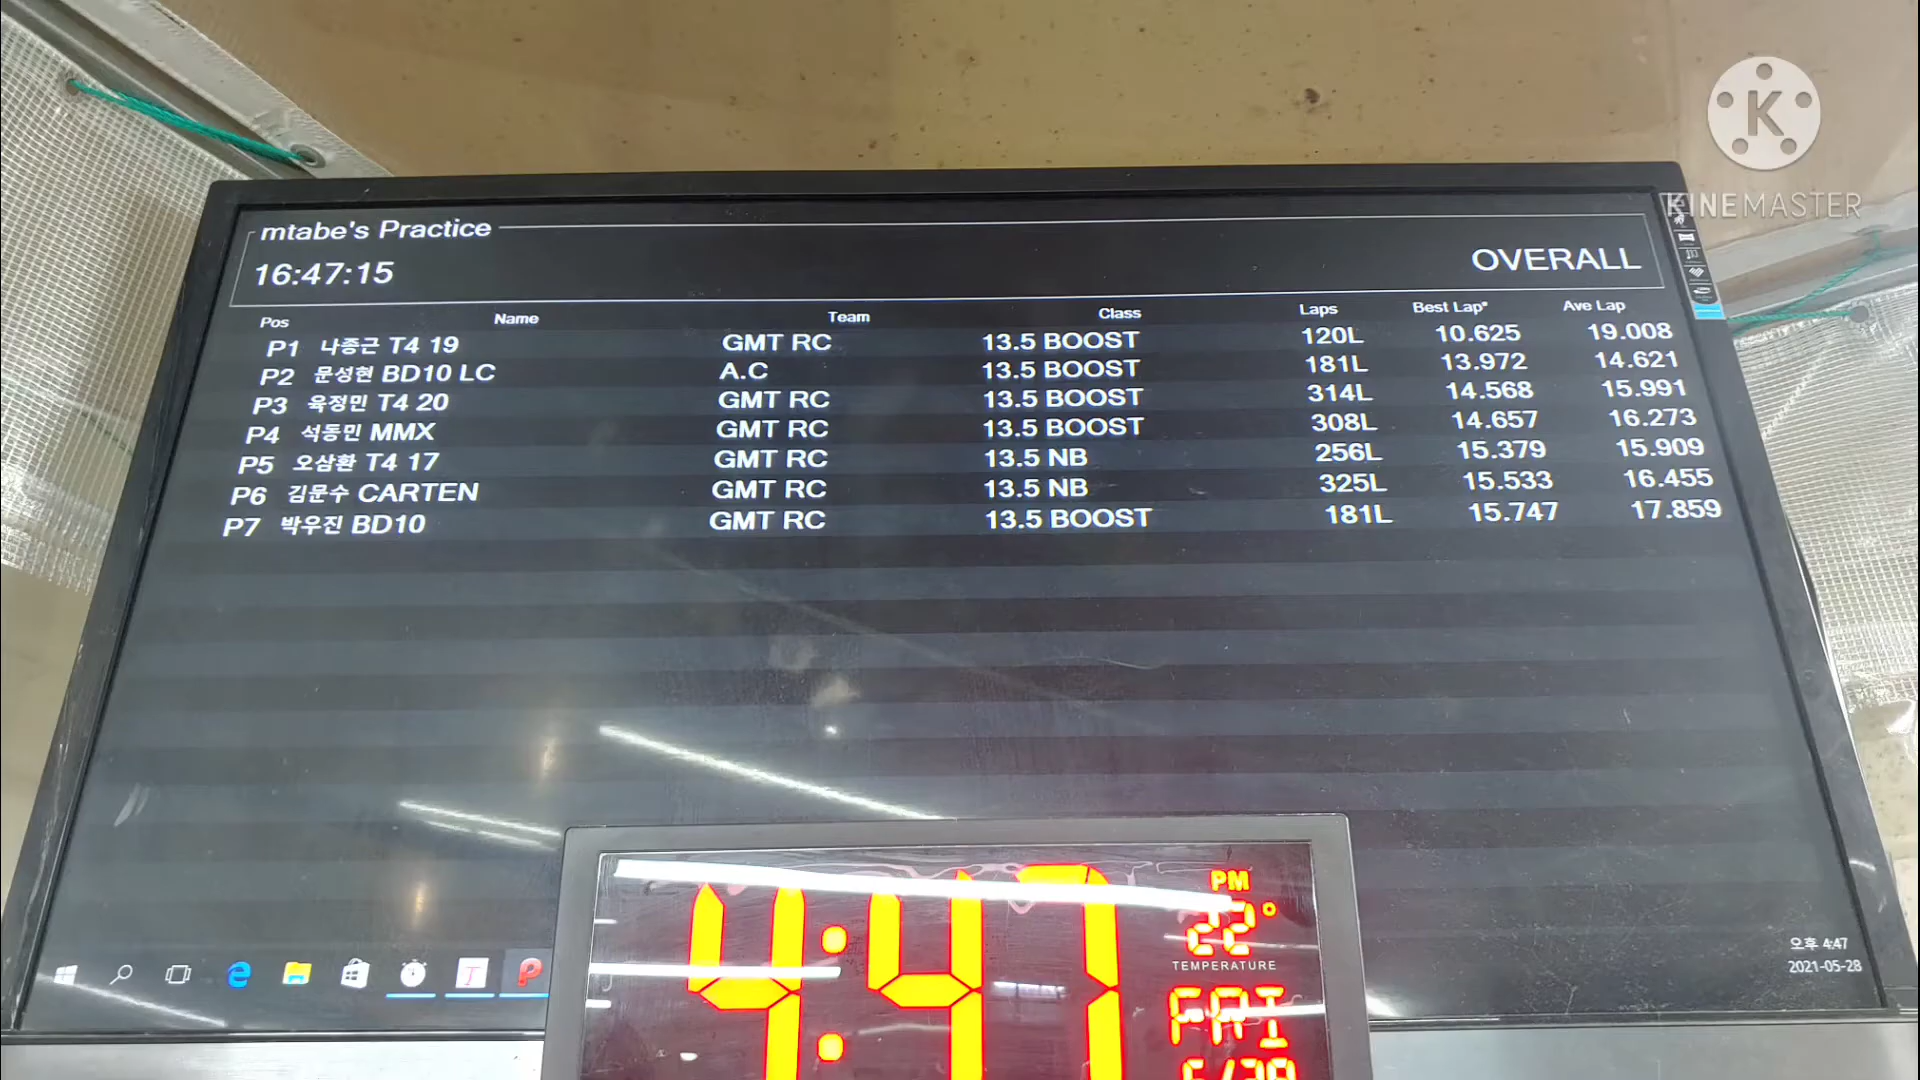 K
KINEMASTER
mtabe's Practice
16:47:15
OVERALL
Pos Name Team Class Laps Best Lap* Ave Lap
P1 나종근 T4 19 GMT RC 13.5 BOOST 120L 10.625 19.008
P2 문성현 BD10 LC A.C 13.5 BOOST 181L 13.972 14.621
P3 육정민 T4 20 GMT RC 13.5 BOOST 314L 14.568 15.991
P4 석동민 MMX GMT RC 13.5 BOOST 308L 14.657 16.273
P5 오삼환 T4 17 GMT RC 13.5 NB 256L 15.379 15.909
P6 김문수 CARTEN GMT RC 13.5 NB 325L 15.533 16.455
P7 박우진 BD10 GMT RC 13.5 BOOST 181L 15.747 17.859
오후 4:47
2021-05-28
PM
4:47
22°
TEMPERATURE
FRI